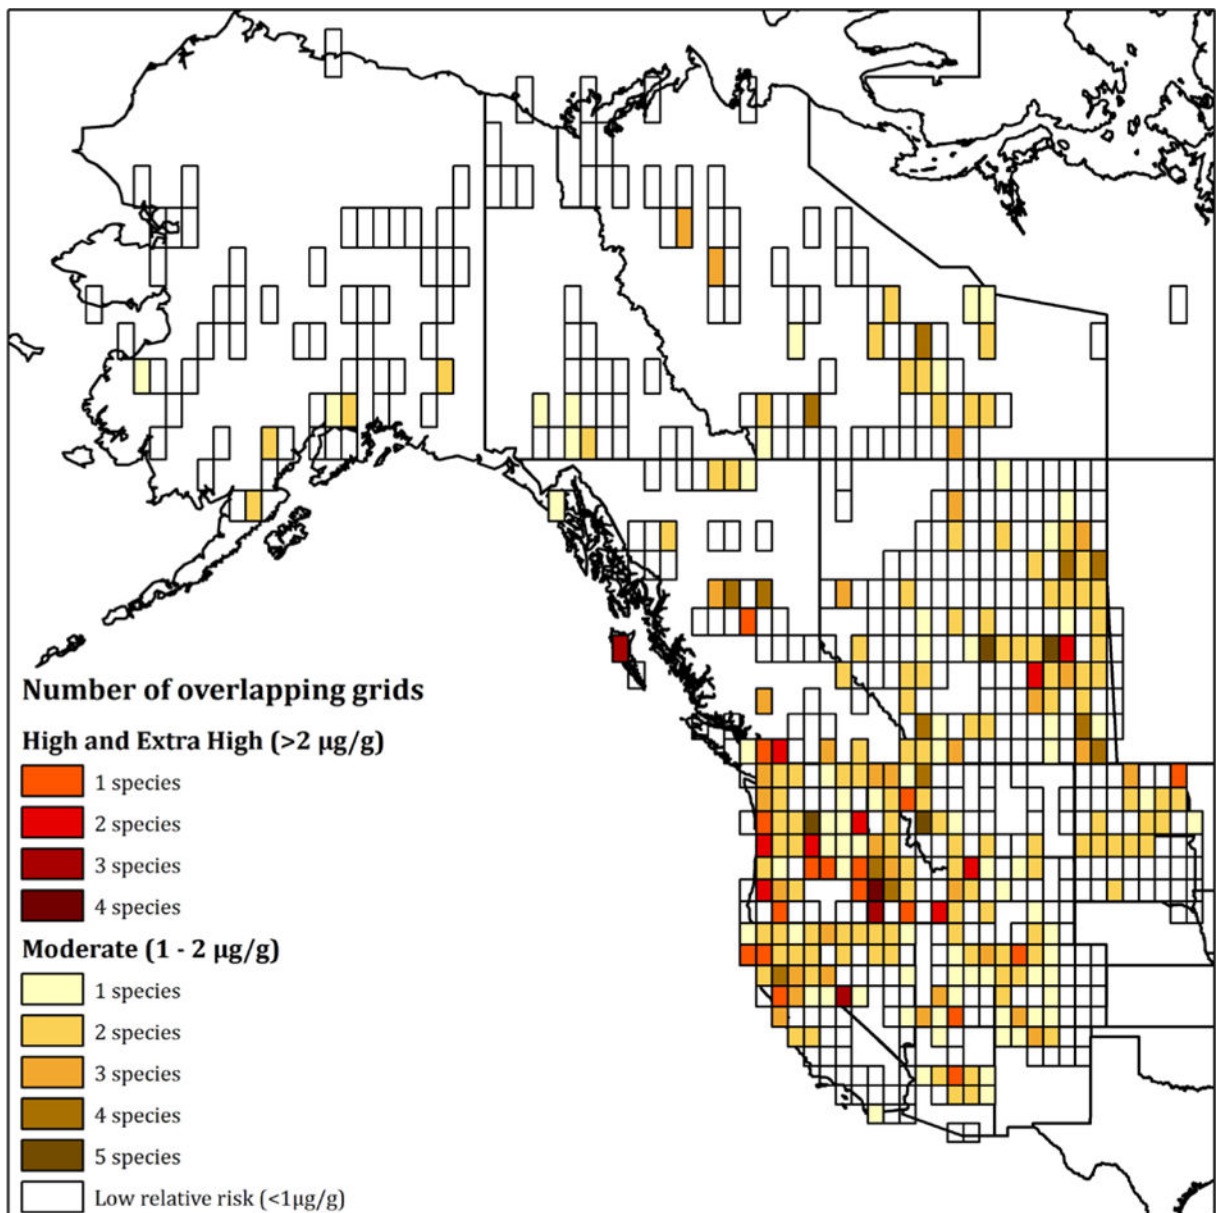 Number of overlapping grids
High and Extra High (>2 µg/g)
1 species
2 species
3 species
4 species
Moderate (1 - 2 µg/g)
1 species
2 species
3 species
4 species
5 species
Low relative risk (<1µg/g)